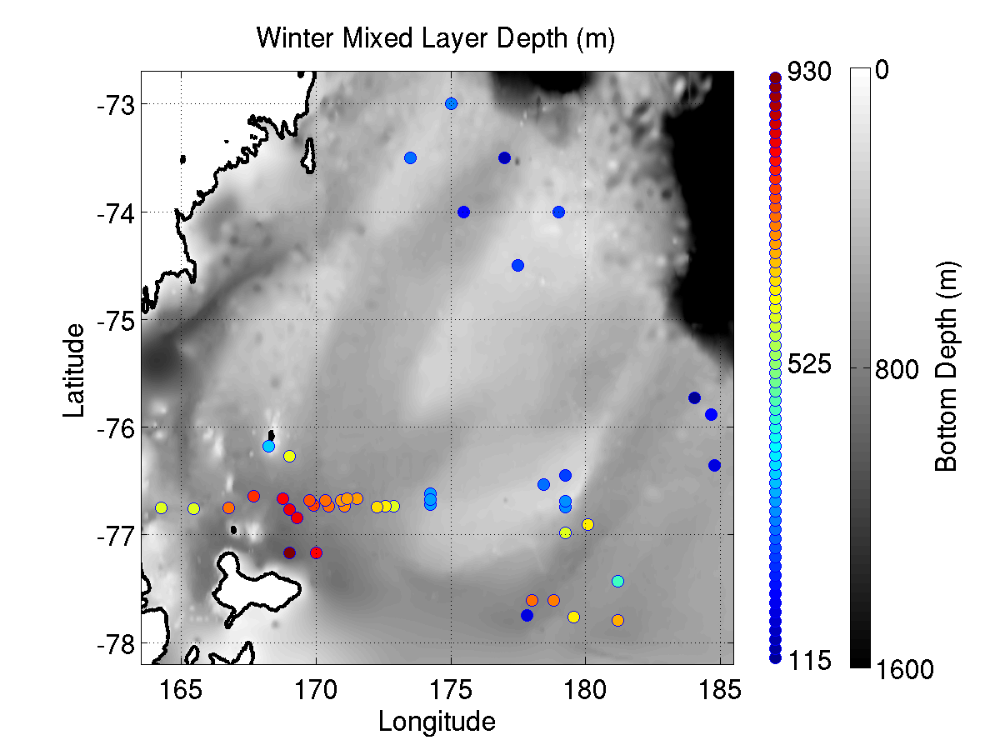 Winter Mixed Layer Depth (m)
-73
-74
-75
-76
-77
-78
Latitude
165 170 175 180 185
Longitude
930
525
115
0
800
1600
Bottom Depth (m)